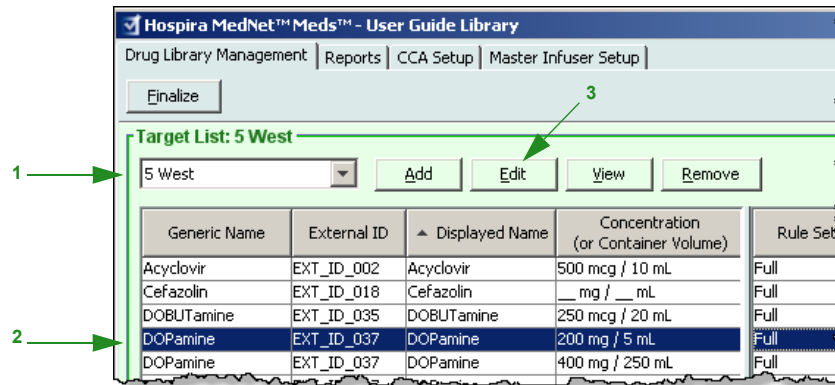 Hospira MedNet™ Meds™ - User Guide Library
Drug Library Management Reports CCA Setup Master Infuser Setup
Finalize
3
Target List: 5 West
1
5 West Add Edit View Remove
Generic Name External ID Displayed Name Concentration (or Container Volume) Rule Set
Acyclovir EXT_ID_002 Acyclovir 500 mcg / 10 mL Full
Cefazolin EXT_ID_018 Cefazolin __ mg / __ mL Full
DOBUTamine EXT_ID_035 DOBUTamine 250 mcg / 20 mL Full
2
DOPamine EXT_ID_037 DOPamine 200 mg / 5 mL Full
DOPamine EXT_ID_037 DOPamine 400 mg / 250 mL Full